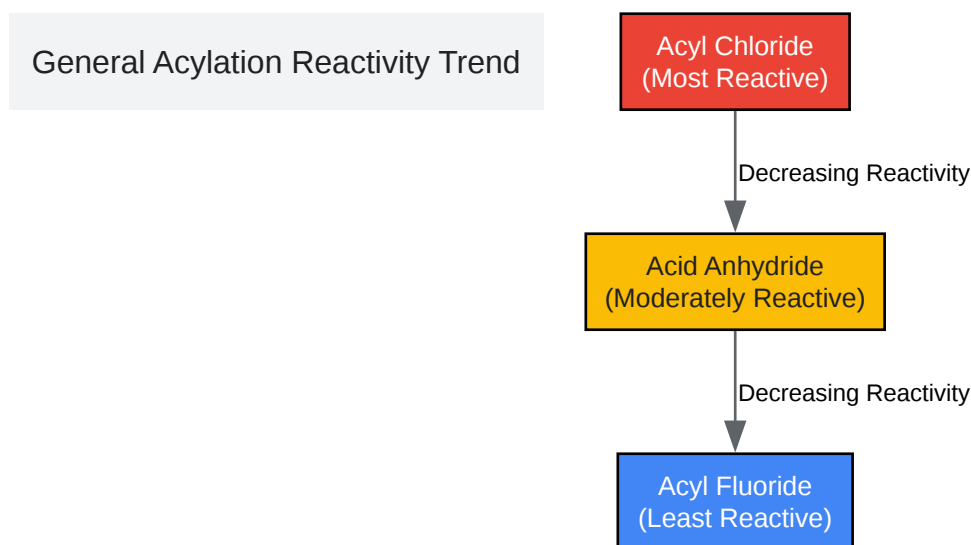 General Acylation Reactivity Trend
Acyl Chloride
(Most Reactive)
Decreasing Reactivity
Acid Anhydride
(Moderately Reactive)
Decreasing Reactivity
Acyl Fluoride
(Least Reactive)